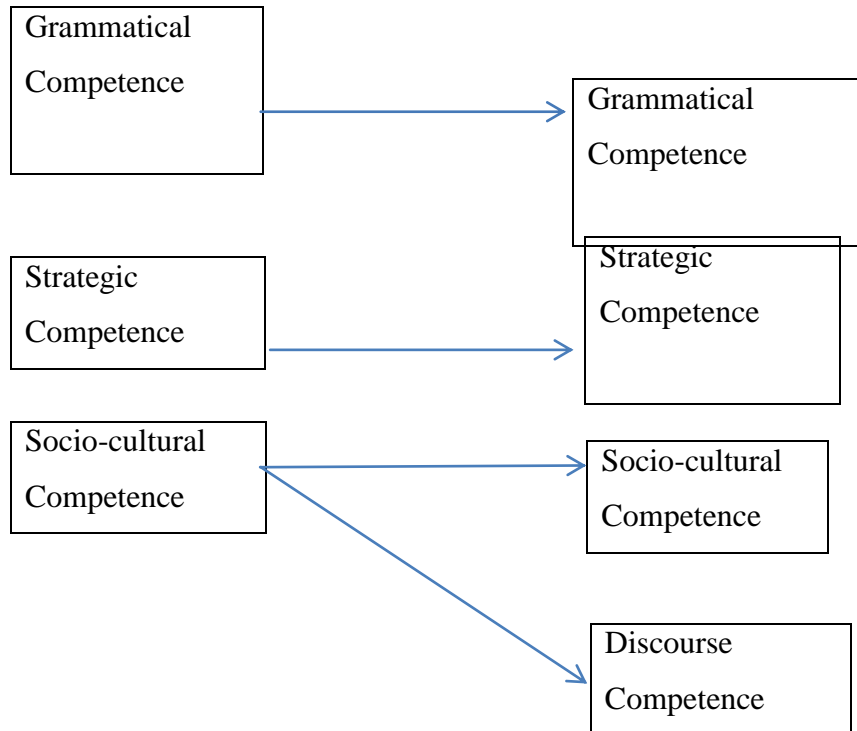 Grammatical
Competence
Grammatical
Competence
Strategic
Competence
Strategic
Competence
Socio-cultural
Competence
Socio-cultural
Competence
Discourse
Competence